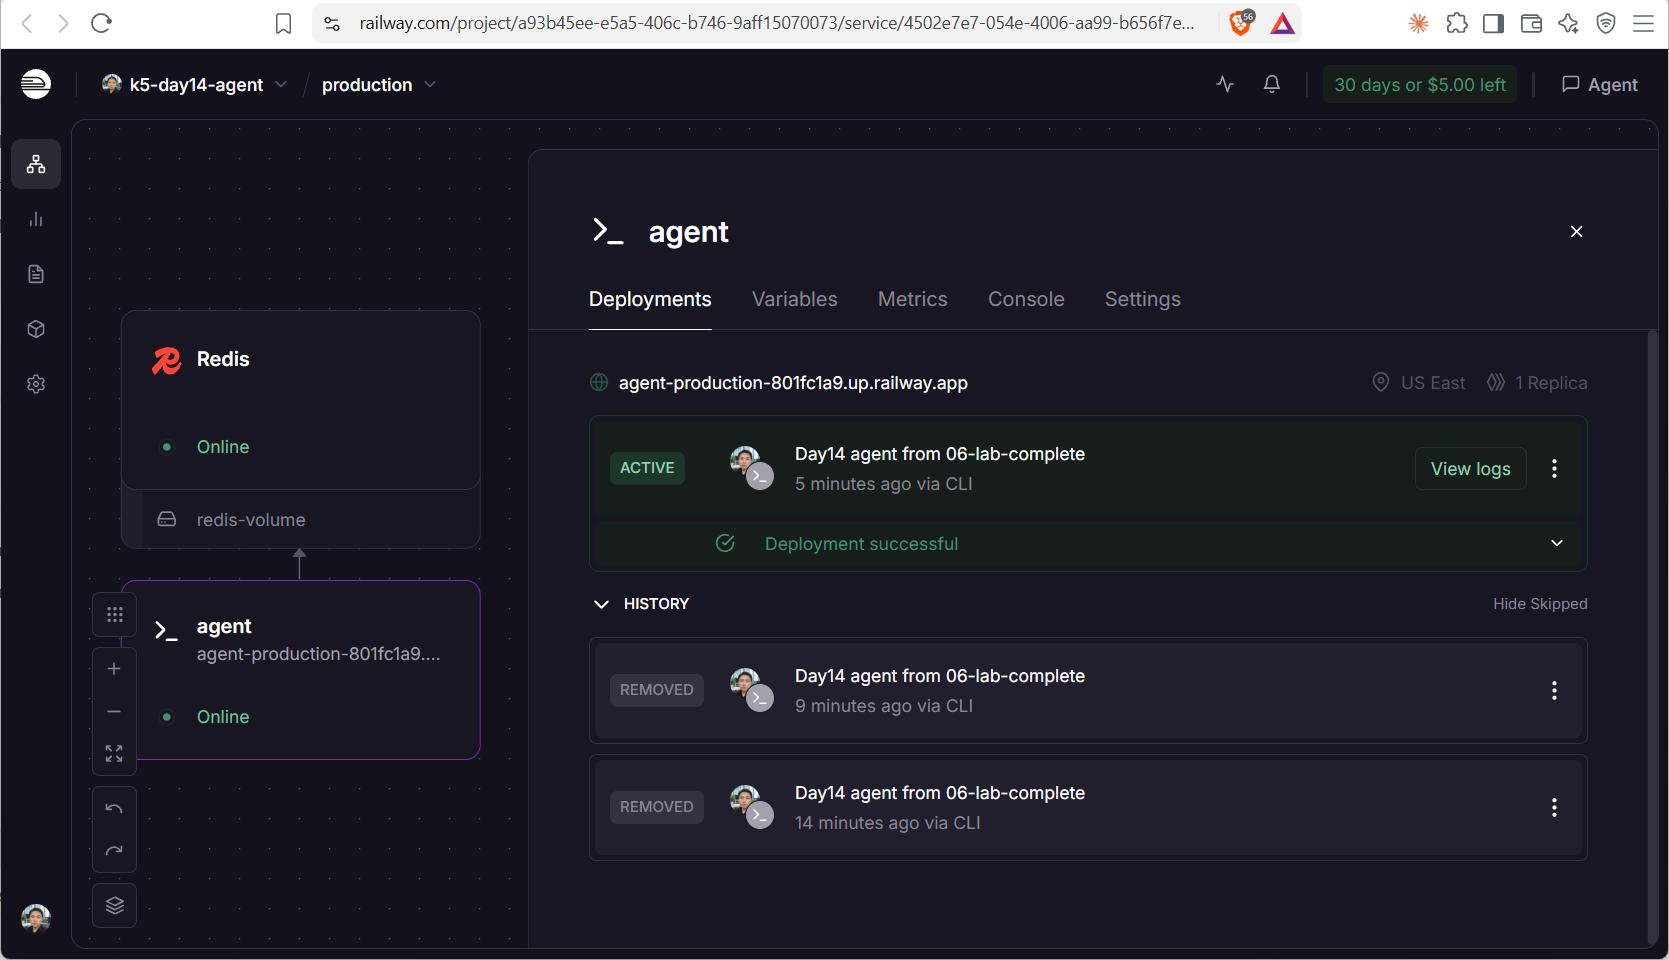 railway.com/project/a93b45ee-e5a5-406c-b746-9aff15070073/service/4502e7e7-054e-4006-aa99-b656f7e...
56
k5-day14-agent / production
30 days or $5.00 left
Agent
Redis
Online
redis-volume
agent
agent-production-801fc1a9....
Online
agent
Deployments Variables Metrics Console Settings
agent-production-801fc1a9.up.railway.app
US East 1 Replica
ACTIVE
Day14 agent from 06-lab-complete
5 minutes ago via CLI
View logs
Deployment successful
HISTORY
Hide Skipped
REMOVED
Day14 agent from 06-lab-complete
9 minutes ago via CLI
REMOVED
Day14 agent from 06-lab-complete
14 minutes ago via CLI